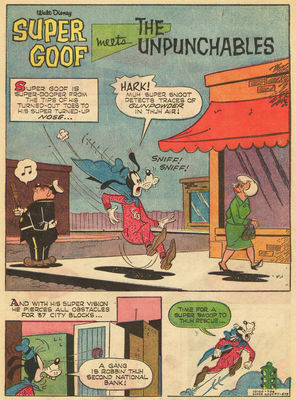 Walt Disney
SUPER
GOOF
meets
THE
UNPUNCHABLES
SUPER GOOF IS
SUPER-DOOPER FROM
THE TIPS OF HIS
TURNED-OUT TOES TO
HIS SUPER TURNED-UP
NOSE...
HARK!
MUH SUPER SNOOT
DETECTS TRACES OF
GUNPOWDER
IN THUH AIR!
SNIFF!
SNIFF!
AND WITH HIS SUPER VISION
HE PIERCES ALL OBSTACLES
FOR 87 CITY BLOCKS...
A GANG
IS ROBBIN' THUH
SECOND NATIONAL
BANK!
TIME FOR
A SUPER SWOOP TO
THUH RESCUE...